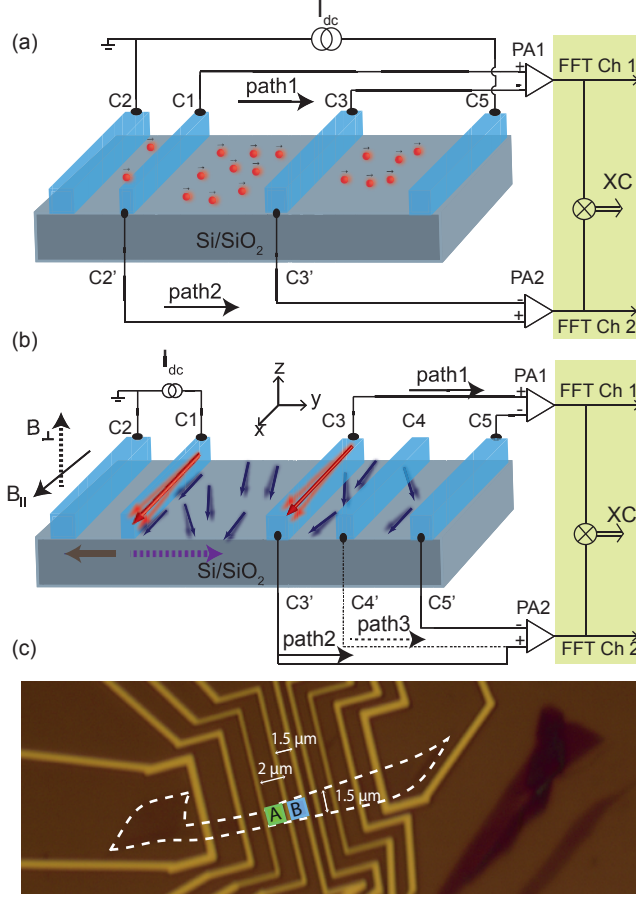 I
dc
(a)
PA1
FFT Ch 1
+
-
path1
C2
C1
C3
C5
XC
Si/SiO2
C2’
C3’
path2
PA2
-
+
FFT Ch 2
(b)
I
dc
z
y
x
path1
PA1
FFT Ch 1
+
-
C2
C1
C3
C4
C5
B⊥
B||
XC
Si/SiO2
C3’
C4’
C5’
PA2
path3
path2
-
+
FFT Ch 2
(c)
1.5 μm
2 μm
1.5 μm
A
B